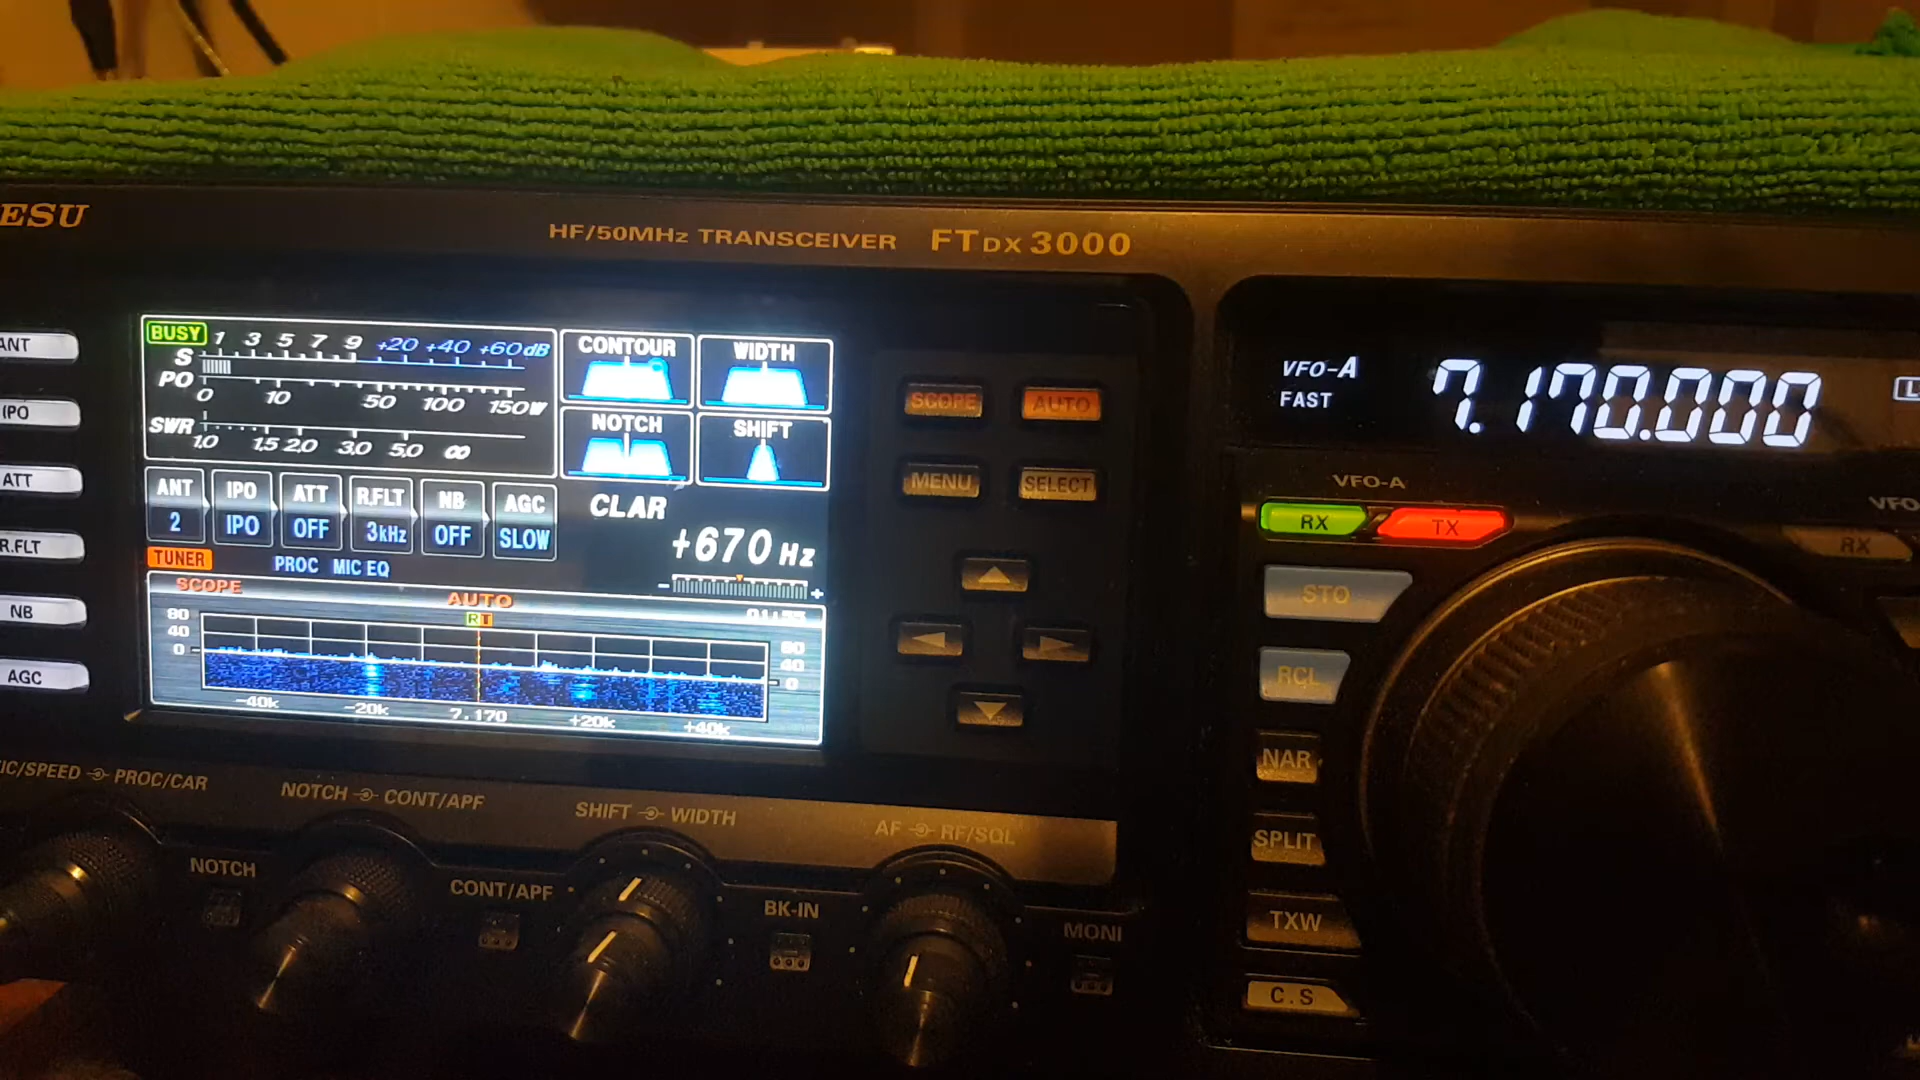 ESU
HF/50MHz TRANSCEIVER FTDX 3000
ANT
IPO
ATT
R.FLT
NB
AGC
BUSY 1 3 5 7 9 +20 +40 +60dB
S
PO
0 10 50 100 150W
SWR
1.0 1.5 2.0 3.0 5.0 ∞
CONTOUR WIDTH
NOTCH SHIFT
ANT IPO ATT R.FLT NB AGC
2 IPO OFF 3kHz OFF SLOW
CLAR
+670 Hz
- +
TUNER PROC MIC EQ
SCOPE AUTO
R T
80 40 0
80 40 0
-40k -20k 7.170 +20k +40k
SCOPE AUTO
MENU SELECT
VFO-A
FAST
7.170.000
L
VFO-A
RX TX
VFO-
RX
STO
RCL
NAR
SPLIT
TXW
C.S
IC/SPEED PROC/CAR
NOTCH CONT/APF
SHIFT WIDTH
AF RF/SQL
NOTCH
CONT/APF
BK-IN
MONI